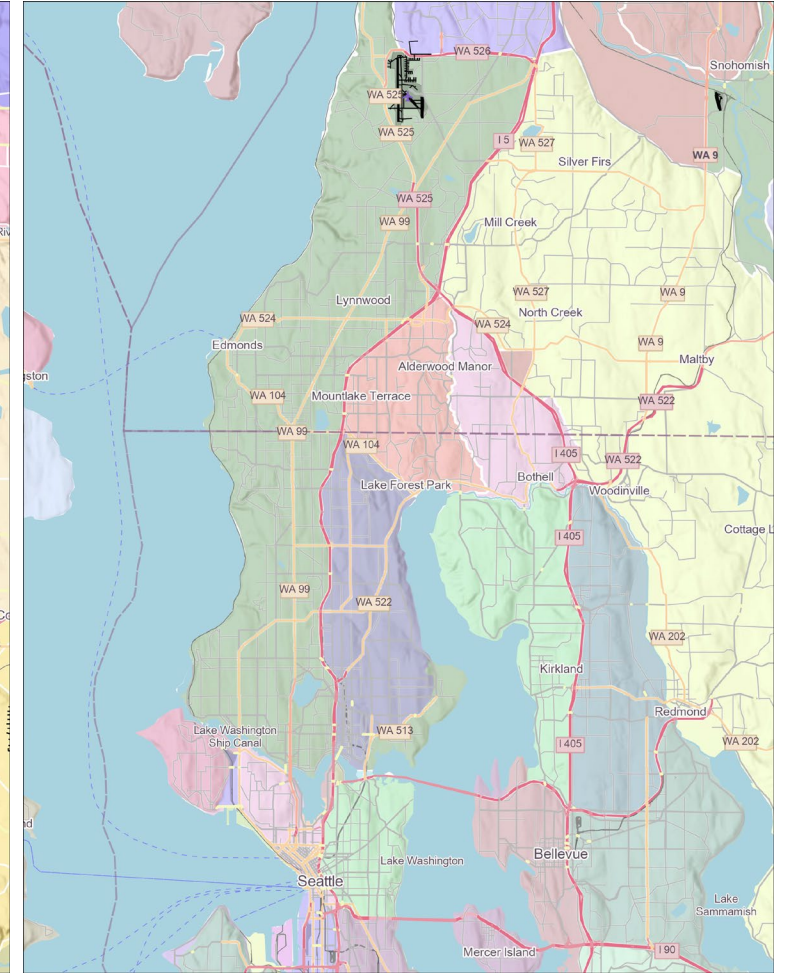 WA 526
Snohomish
WA 525
WA 525
I 5
WA 527
WA 9
Silver Firs
WA 525
WA 99
Mill Creek
Lynnwood
WA 527
WA 9
North Creek
WA 524
WA 524
Edmonds
WA 9
Maltby
Alderwood Manor
ston
WA 104
Mountlake Terrace
WA 522
WA 99
WA 104
I 405
WA 522
Lake Forest Park
Bothell
Woodinville
I 405
Cottage L
WA 99
WA 522
WA 202
Kirkland
Redmond
Lake Washington
Ship Canal
WA 513
I 405
WA 202
nd
Bellevue
Lake Washington
Seattle
Lake
Sammamish
Mercer Island
I 90